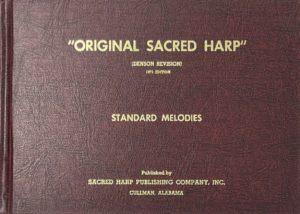 "ORIGINAL SACRED HARP"
(DENSON REVISION)
1971 EDITION
STANDARD MELODIES
Published by
SACRED HARP PUBLISHING COMPANY, INC.
CULLMAN, ALABAMA